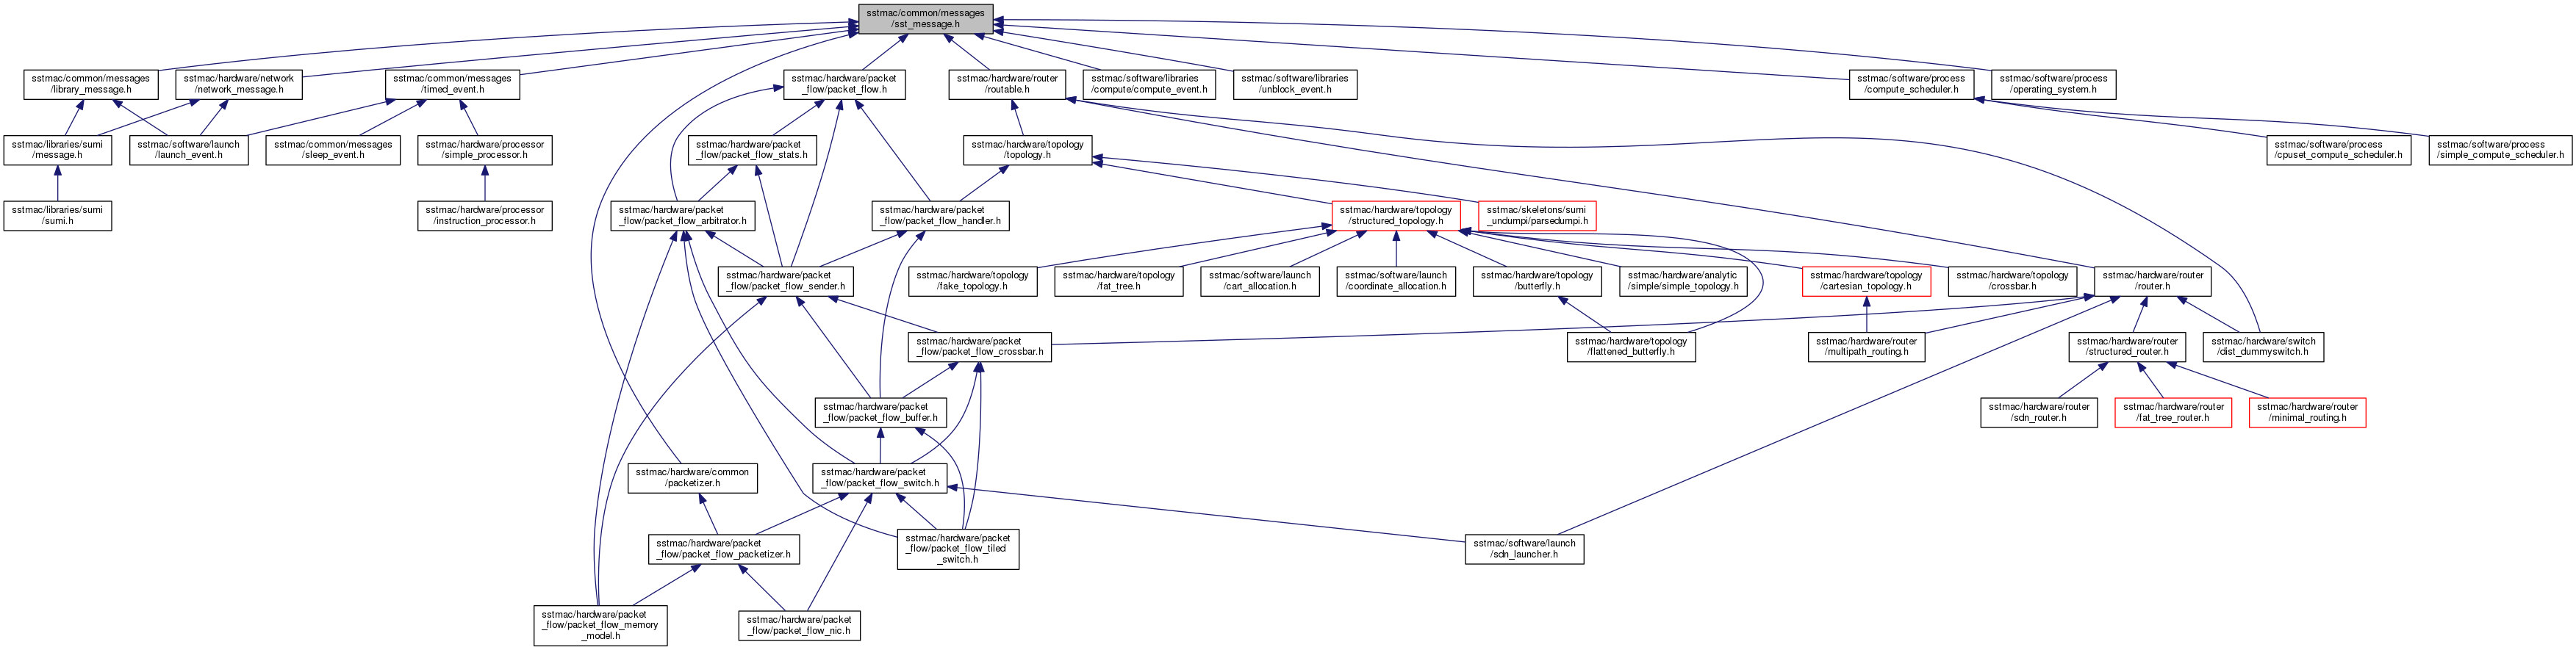 sstmac/common/messages
/sst_message.h
sstmac/common/messages
/library_message.h
sstmac/hardware/network
/network_message.h
sstmac/common/messages
/timed_event.h
sstmac/hardware/packet
_flow/packet_flow.h
sstmac/hardware/router
/routable.h
sstmac/software/libraries
/compute/compute_event.h
sstmac/software/libraries
/unblock_event.h
sstmac/software/process
/compute_scheduler.h
sstmac/software/process
/operating_system.h
sstmac/libraries/sumi
/message.h
sstmac/software/launch
/launch_event.h
sstmac/common/messages
/sleep_event.h
sstmac/hardware/processor
/simple_processor.h
sstmac/hardware/packet
_flow/packet_flow_stats.h
sstmac/hardware/topology
/topology.h
sstmac/software/process
/cpuset_compute_scheduler.h
sstmac/software/process
/simple_compute_scheduler.h
sstmac/libraries/sumi
/sumi.h
sstmac/hardware/processor
/instruction_processor.h
sstmac/hardware/packet
_flow/packet_flow_arbitrator.h
sstmac/hardware/packet
_flow/packet_flow_handler.h
sstmac/hardware/topology
/structured_topology.h
sstmac/skeletons/sumi
_undumpi/parsedumpi.h
sstmac/hardware/packet
_flow/packet_flow_sender.h
sstmac/hardware/topology
/fake_topology.h
sstmac/hardware/topology
/fat_tree.h
sstmac/software/launch
/cart_allocation.h
sstmac/software/launch
/coordinate_allocation.h
sstmac/hardware/topology
/butterfly.h
sstmac/hardware/analytic
/simple/simple_topology.h
sstmac/hardware/topology
/cartesian_topology.h
sstmac/hardware/topology
/crossbar.h
sstmac/hardware/router
/router.h
sstmac/hardware/packet
_flow/packet_flow_crossbar.h
sstmac/hardware/topology
/flattened_butterfly.h
sstmac/hardware/router
/multipath_routing.h
sstmac/hardware/router
/structured_router.h
sstmac/hardware/switch
/dist_dummyswitch.h
sstmac/hardware/packet
_flow/packet_flow_buffer.h
sstmac/hardware/router
/sdn_router.h
sstmac/hardware/router
/fat_tree_router.h
sstmac/hardware/router
/minimal_routing.h
sstmac/hardware/common
/packetizer.h
sstmac/hardware/packet
_flow/packet_flow_switch.h
sstmac/hardware/packet
_flow/packet_flow_packetizer.h
sstmac/hardware/packet
_flow/packet_flow_tiled
_switch.h
sstmac/software/launch
/sdn_launcher.h
sstmac/hardware/packet
_flow/packet_flow_memory
_model.h
sstmac/hardware/packet
_flow/packet_flow_nic.h